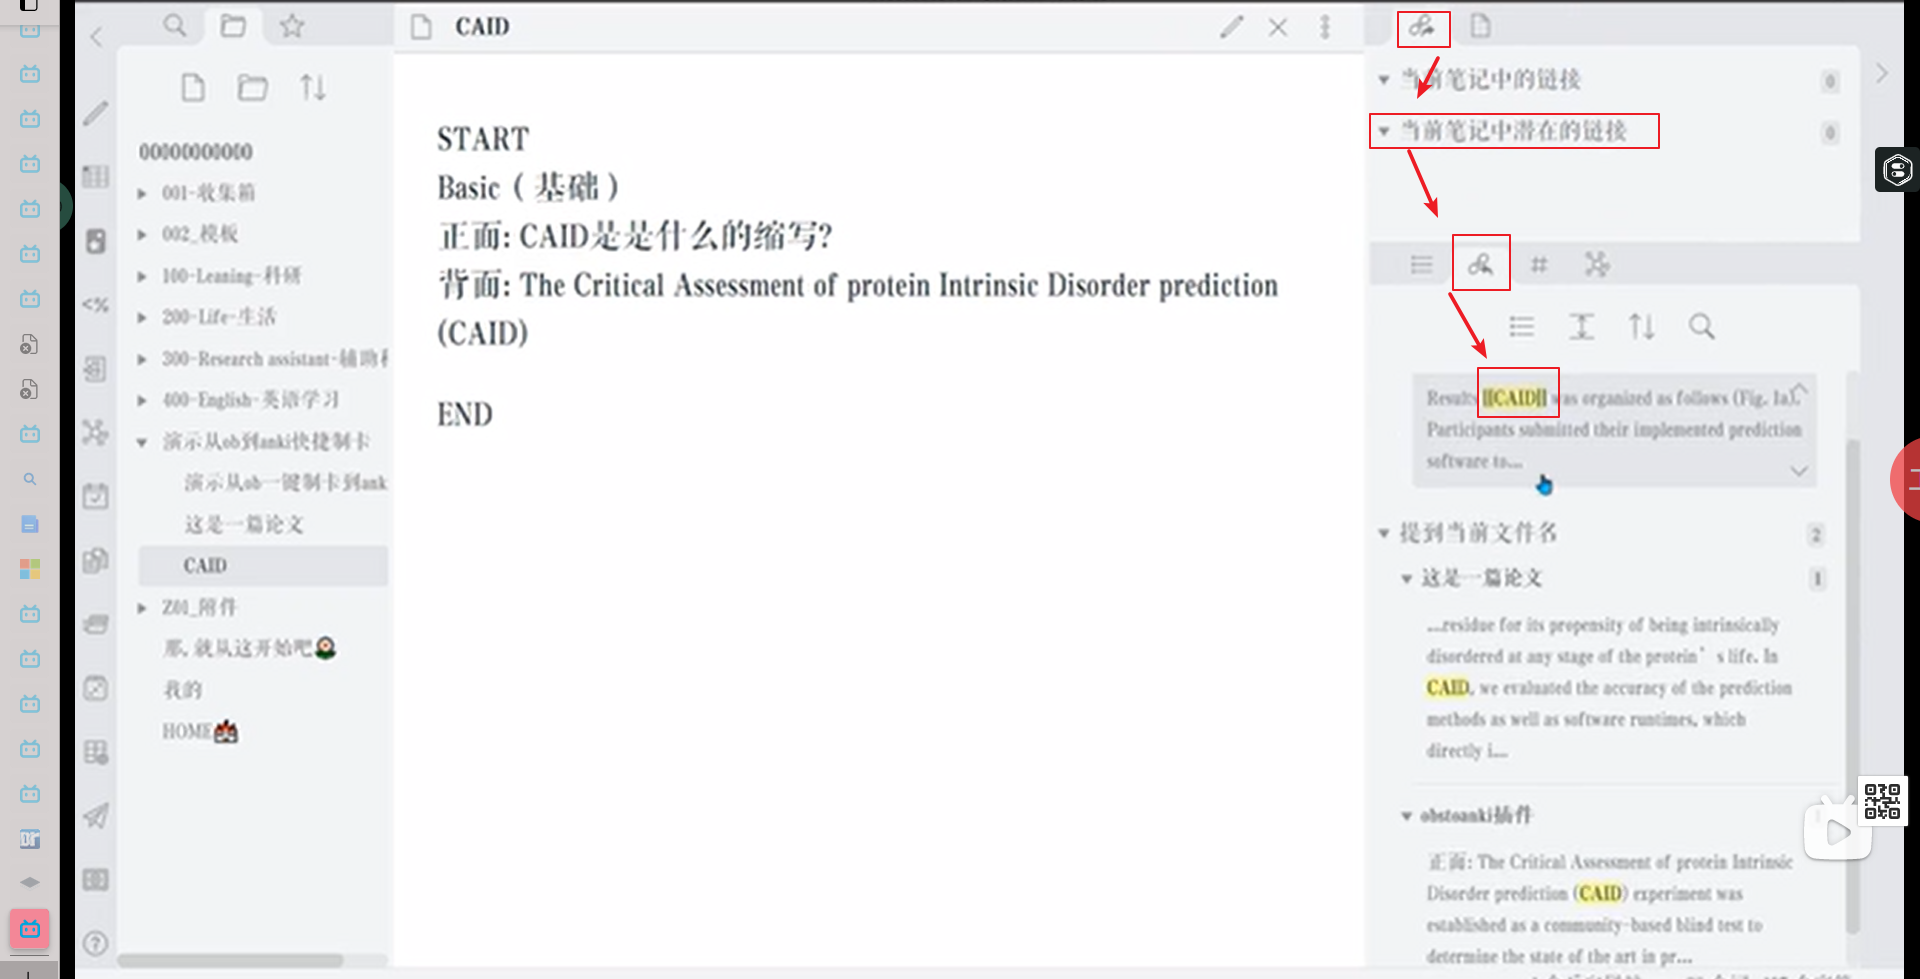 CAID
00000000000
001-收集箱
002_模板
100-Leaning-科研
200-Life-生活
300-Research assistant-辅助
400-English-英语学习
演示从ob到anki快捷制卡
演示从ob一键制卡到anki
这是一篇论文
CAID
Z01_附件
那，就从这开始吧
我的
HOME
START
Basic（基础）
正面: CAID是是什么的缩写?
背面: The Critical Assessment of protein Intrinsic Disorder prediction
(CAID)
END
当前笔记中的链接
0
当前笔记中潜在的链接
0
Results [[CAID]] was organized as follows (Fig. 1a).
Participants submitted their implemented prediction
software to...
提到当前文件名
2
这是一篇论文
1
...residue for its propensity of being intrinsically
disordered at any stage of the protein's life. In
CAID, we evaluated the accuracy of the prediction
methods as well as software runtimes, which
directly i...
obstoanki插件
正面: The Critical Assessment of protein Intrinsic
Disorder prediction (CAID) experiment was
established as a community-based blind test to
determine the state of the art in pr...